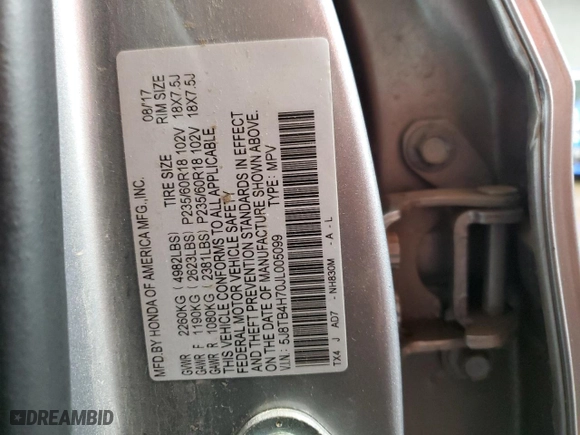 MFD. BY HONDA OF AMERICA MFG., INC. 08/17
TIRE SIZE RIM SIZE
GVWR 2260KG ( 4982LBS) P235/60R18 102V 18X7.5J
GAWR F 1190KG ( 2623LBS) P235/60R18 102V 18X7.5J
GAWR R 1080KG ( 2381LBS)
THIS VEHICLE CONFORMS TO ALL APPLICABLE
FEDERAL MOTOR VEHICLE SAFETY
AND THEFT PREVENTION STANDARDS IN EFFECT
ON THE DATE OF MANUFACTURE SHOWN ABOVE.
V.I.N.: 5J8TB4H70JL005099 TYPE: MPV
TX4 J AD7 - NH830M - A - L
DREAMBID